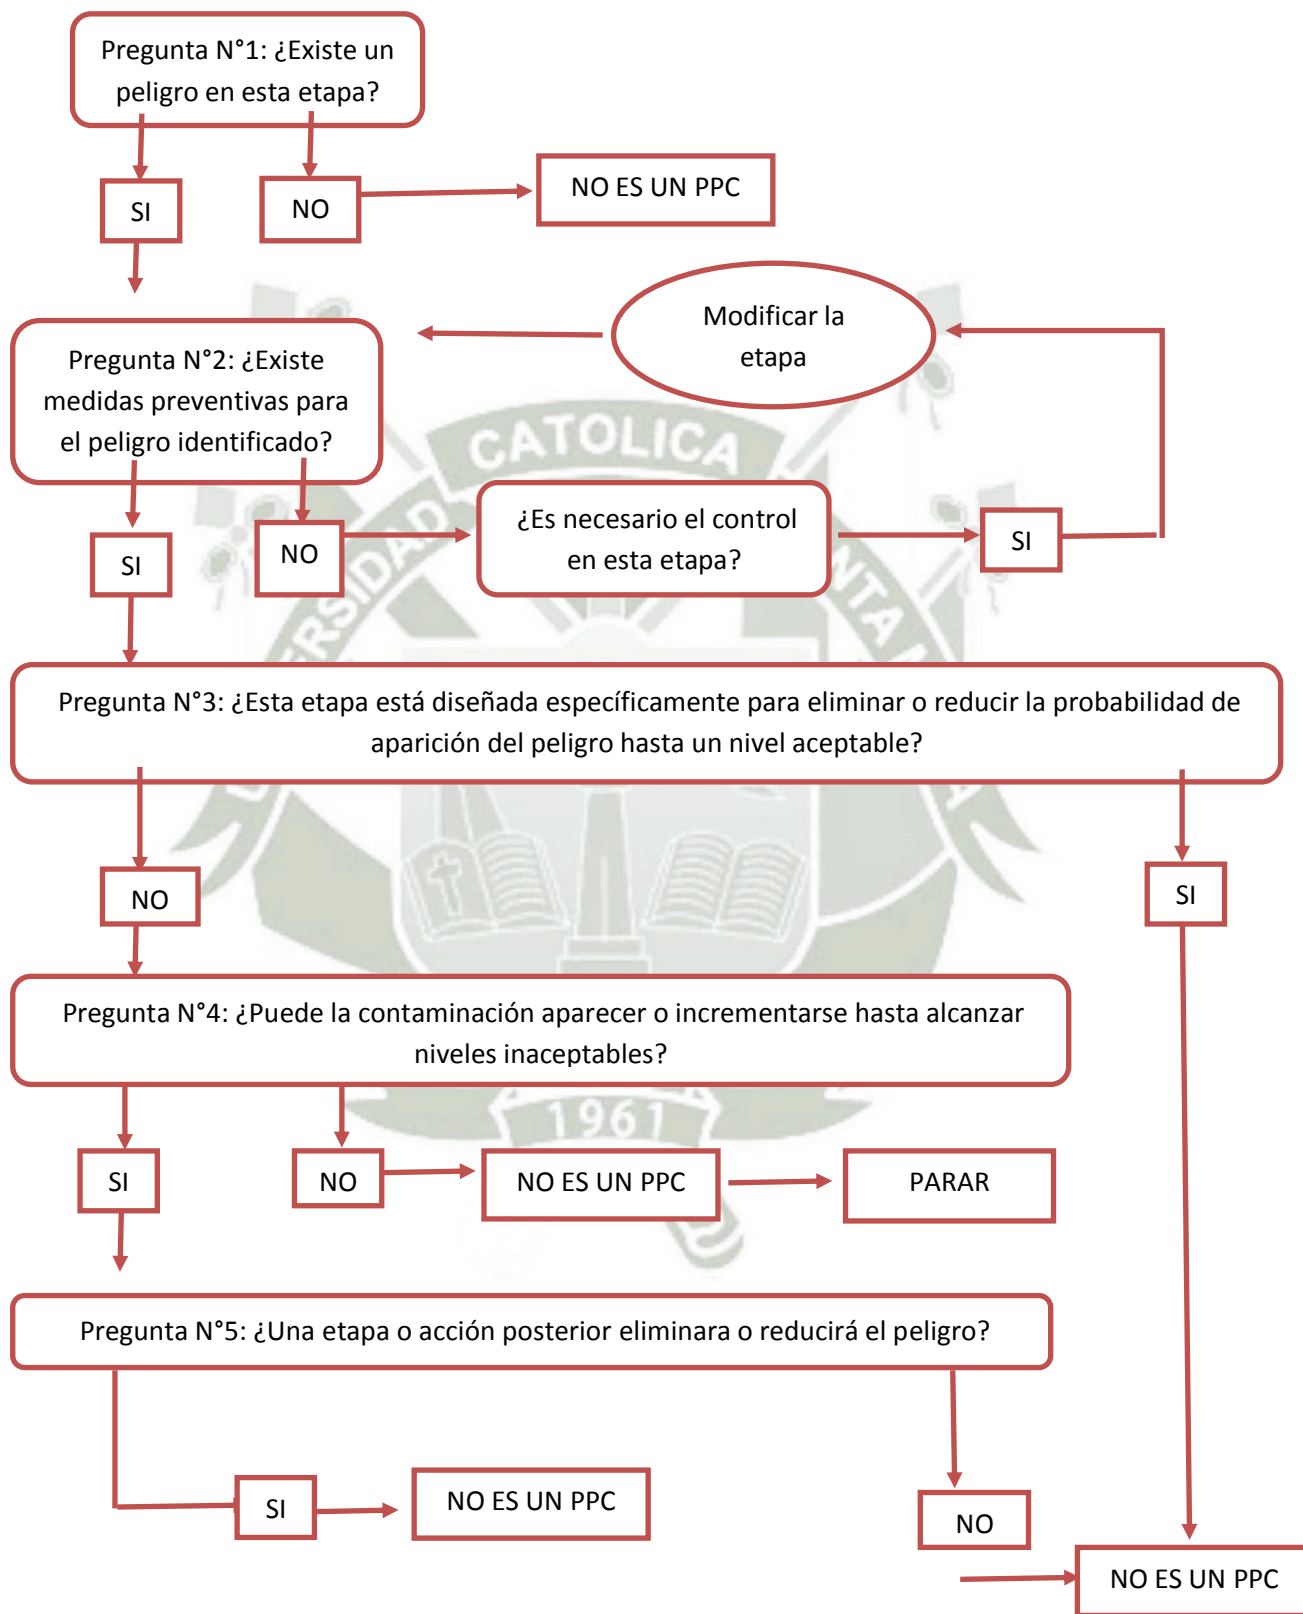 Pregunta N°1: ¿Existe un
peligro en esta etapa?
SI
NO
NO ES UN PPC
Modificar la
etapa
Pregunta N°2: ¿Existe
medidas preventivas para
el peligro identificado?
CATOLICA
SI
NO
¿Es necesario el control
en esta etapa?
SI
Pregunta N°3: ¿Esta etapa está diseñada específicamente para eliminar o reducir la probabilidad de
aparición del peligro hasta un nivel aceptable?
NO
SI
Pregunta N°4: ¿Puede la contaminación aparecer o incrementarse hasta alcanzar
niveles inaceptables?
1961
SI
NO
NO ES UN PPC
PARAR
Pregunta N°5: ¿Una etapa o acción posterior eliminara o reducirá el peligro?
SI
NO ES UN PPC
NO
NO ES UN PPC